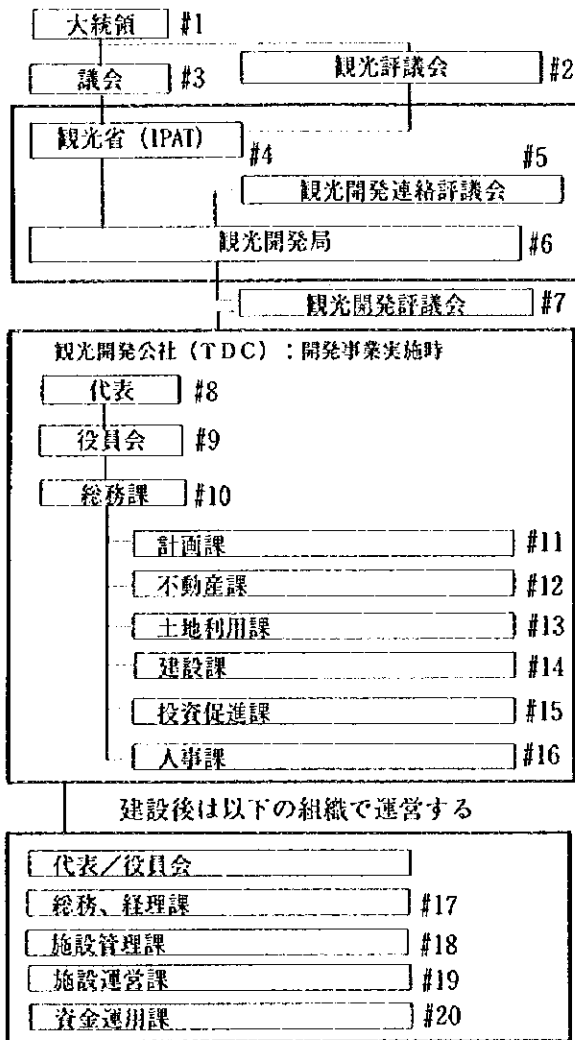 大統領 #1
観光評議会 #2
議会 #3
観光省 (IPAT) #4
#5
観光開発連絡評議会
観光開発局 #6
観光開発評議会 #7
観光開発公社 (TDC) : 開発事業実施時
代表 #8
役員会 #9
総務課 #10
計画課 #11
不動産課 #12
土地利用課 #13
建設課 #14
投資促進課 #15
人事課 #16
建設後は以下の組織で運営する
代表/役員会
総務、経理課 #17
施設管理課 #18
施設運営課 #19
資金運用課 #20